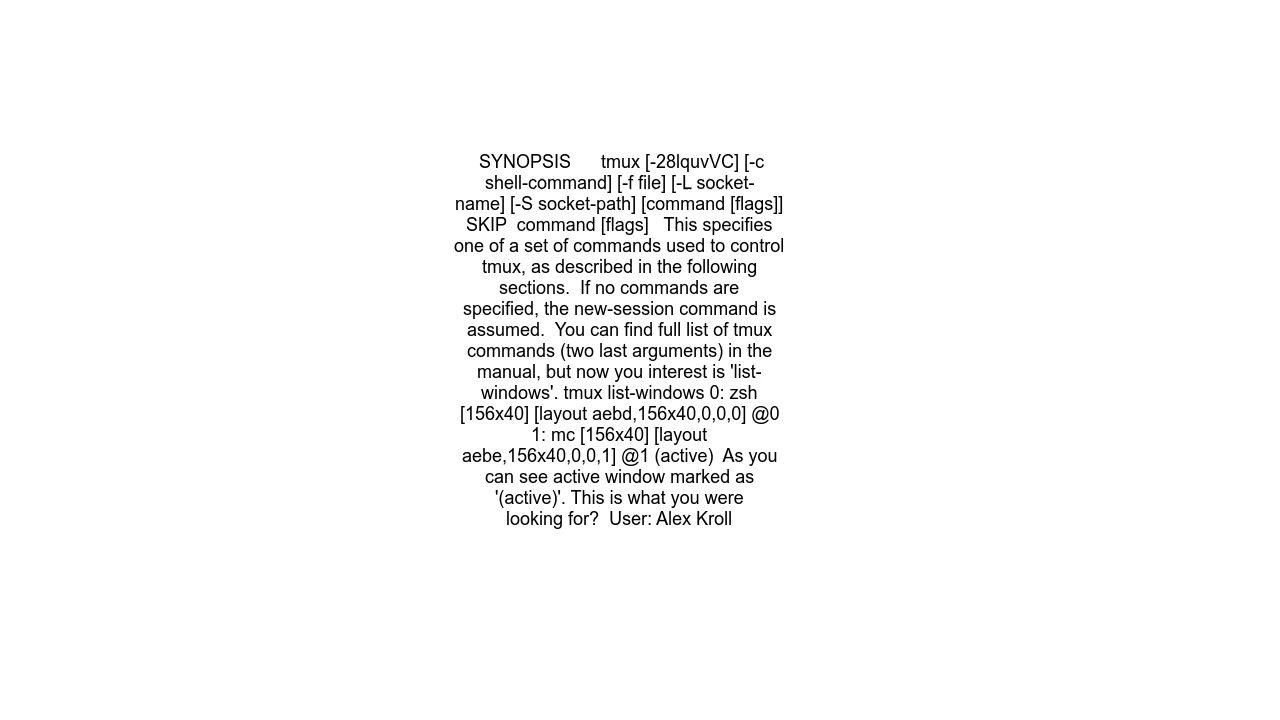 SYNOPSIS      tmux [-28lquvVC] [-c
shell-command] [-f file] [-L socket-
name] [-S socket-path] [command [flags]]
SKIP  command [flags]   This specifies
one of a set of commands used to control
tmux, as described in the following
sections.  If no commands are
specified, the new-session command is
assumed.  You can find full list of tmux
commands (two last arguments) in the
manual, but now you interest is 'list-
windows'. tmux list-windows 0: zsh
[156x40] [layout aebd,156x40,0,0,0] @0
1: mc [156x40] [layout
aebe,156x40,0,0,1] @1 (active)  As you
can see active window marked as
'(active)'. This is what you were
looking for?  User: Alex Kroll